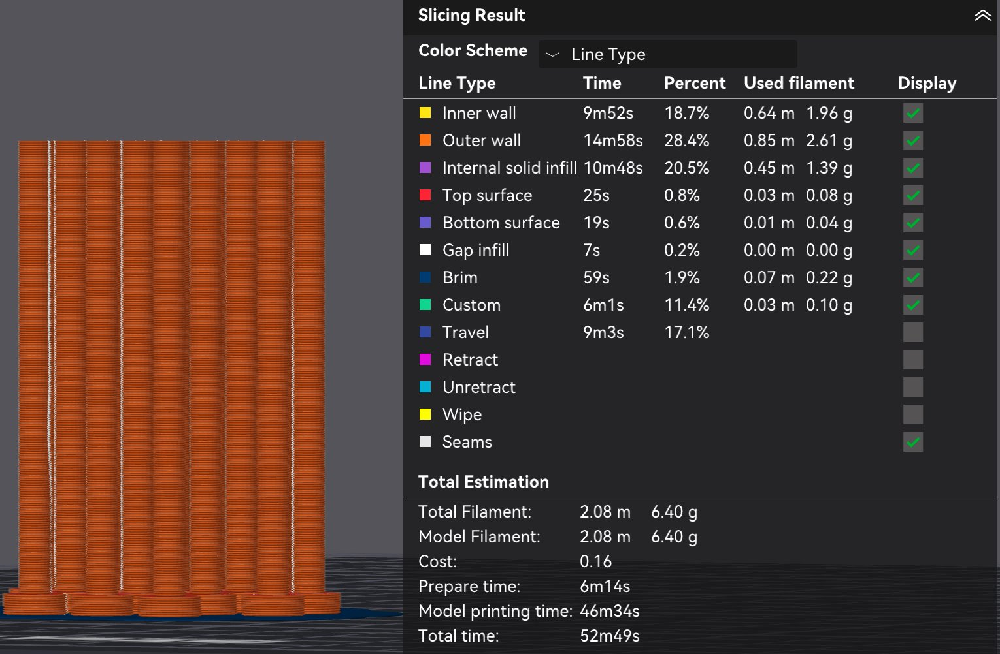 Slicing Result
Color Scheme Line Type
Line Type Time Percent Used filament Display
Inner wall 9m52s 18.7% 0.64 m 1.96 g
Outer wall 14m58s 28.4% 0.85 m 2.61 g
Internal solid infill 10m48s 20.5% 0.45 m 1.39 g
Top surface 25s 0.8% 0.03 m 0.08 g
Bottom surface 19s 0.6% 0.01 m 0.04 g
Gap infill 7s 0.2% 0.00 m 0.00 g
Brim 59s 1.9% 0.07 m 0.22 g
Custom 6m1s 11.4% 0.03 m 0.10 g
Travel 9m3s 17.1%
Retract
Unretract
Wipe
Seams
Total Estimation
Total Filament: 2.08 m 6.40 g
Model Filament: 2.08 m 6.40 g
Cost: 0.16
Prepare time: 6m14s
Model printing time: 46m34s
Total time: 52m49s